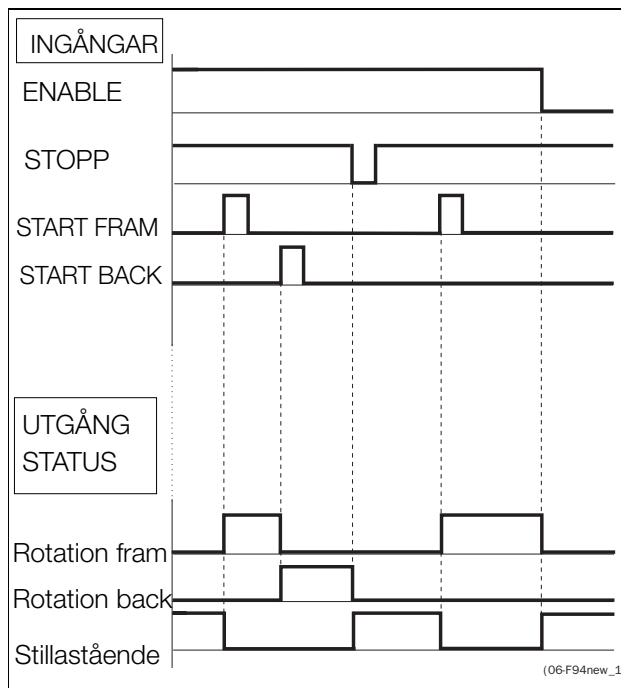 INGÅNGAR
ENABLE
STOPP
START FRAM
START BACK
UTGÅNG
STATUS
Rotation fram
Rotation back
Stillastående
(06-F94new_1